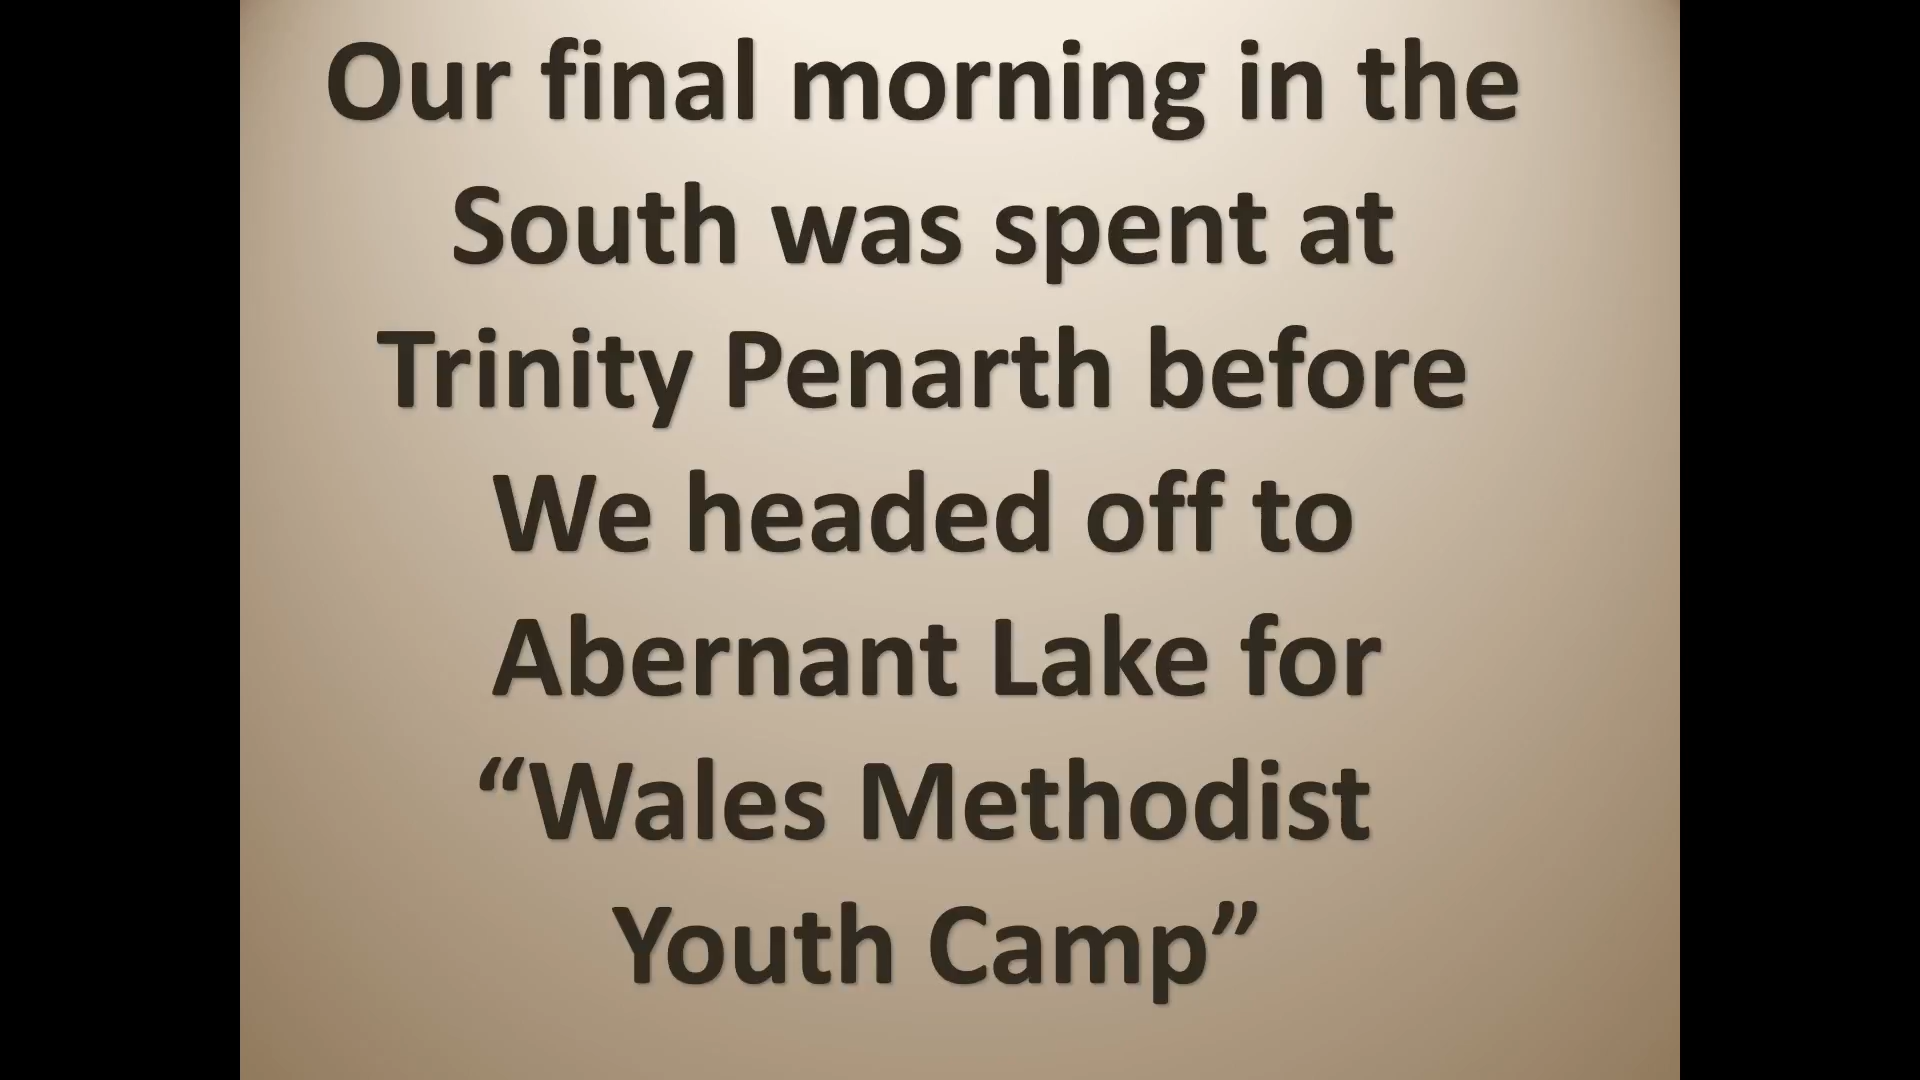 Our final morning in the
South was spent at
Trinity Penarth before
We headed off to
Abernant Lake for
“Wales Methodist
Youth Camp”